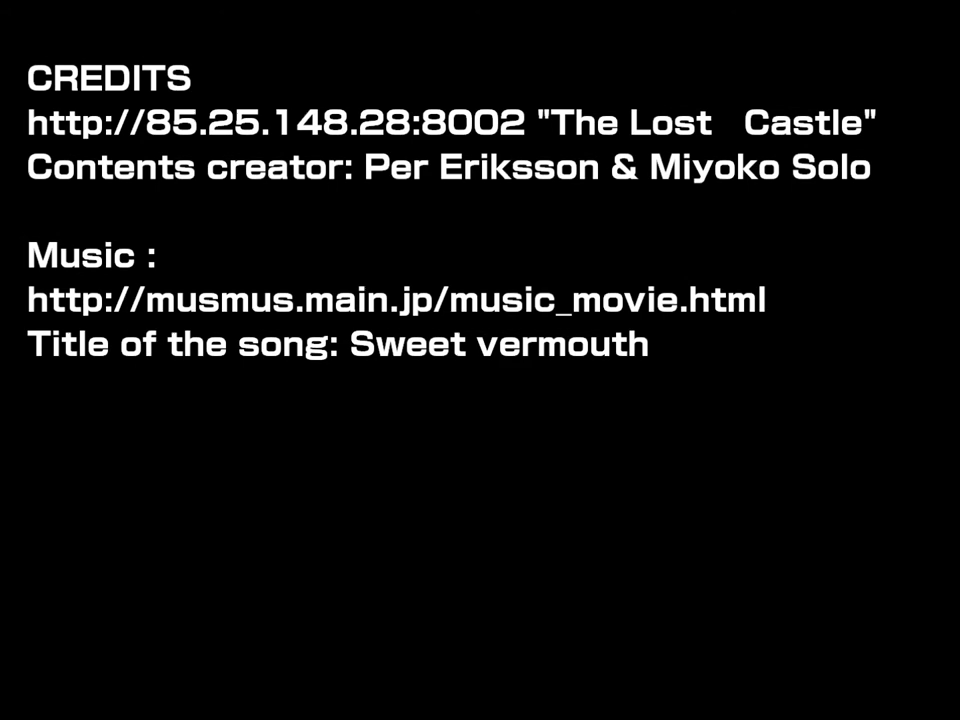 CREDITS
http://85.25.148.28:8002 "The Lost   Castle"
Contents creator: Per Eriksson & Miyoko Solo
Music :
http://musmus.main.jp/music_movie.html
Title of the song: Sweet vermouth